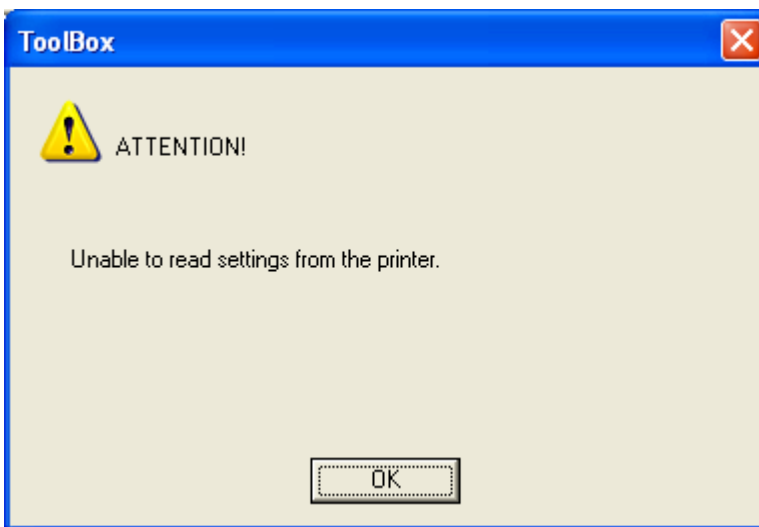 ToolBox
ATTENTION!
Unable to read settings from the printer.
OK